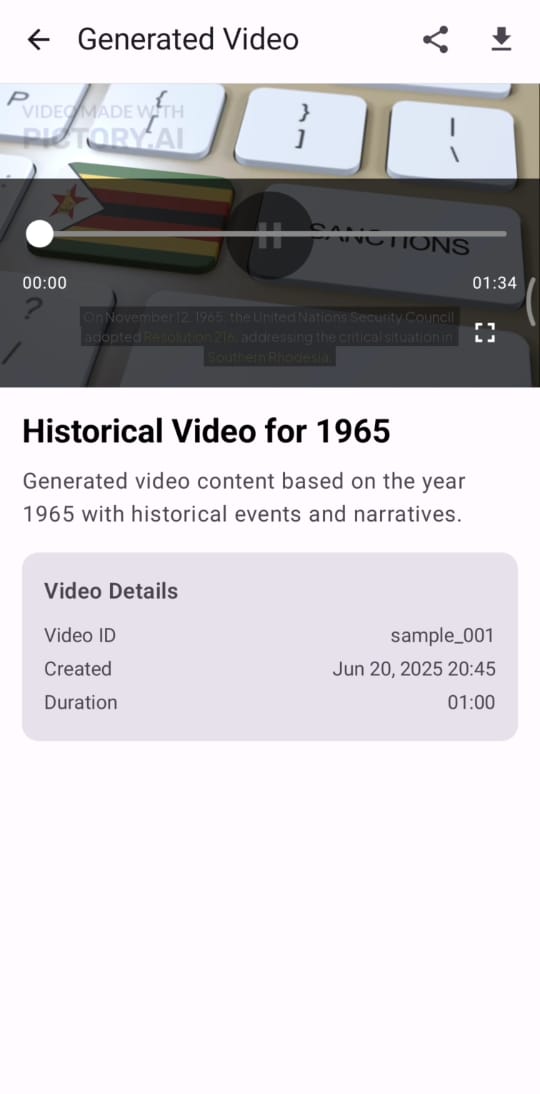 Generated Video
P
{
[
}
]
|
\
VIDEO MADE WITH
PICTORY.AI
SANCTIONS
00:00
01:34
?
/
On November 12, 1965, the United Nations Security Council
adopted Resolution 216, addressing the critical situation in
Southern Rhodesia.
Historical Video for 1965
Generated video content based on the year
1965 with historical events and narratives.
Video Details
Video ID sample_001
Created Jun 20, 2025 20:45
Duration 01:00